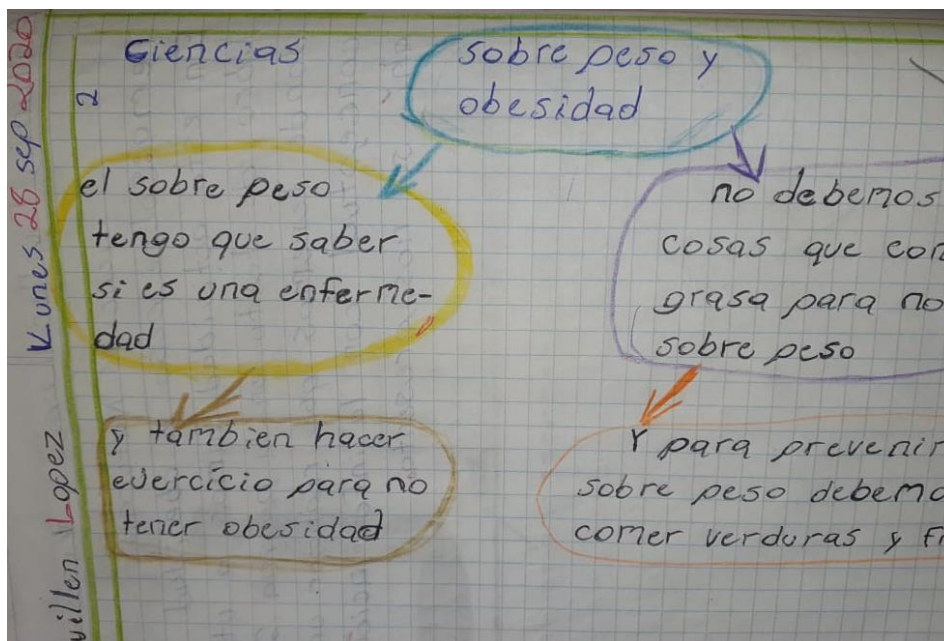 Lunes 28 sep 2020
Lopez
2
Ciencias
sobre peso y
obesidad
el sobre peso
tengo que saber
si es una enferme-
dad
no debemos
cosas que con
grasa para no
sobre peso
y tambien hacer
ejercicio para no
tener obesidad
Y para prevenir
sobre peso debemo
comer verduras y fr